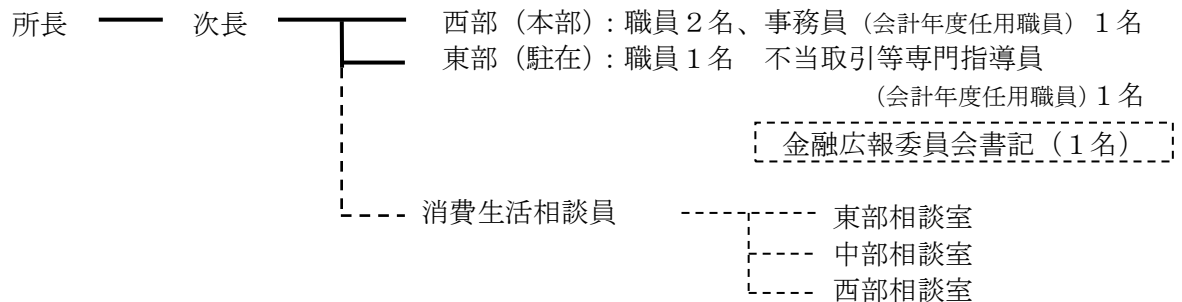 所長 次長 西部（本部）：職員２名、事務員（会計年度任用職員）１名
東部（駐在）：職員１名 不当取引等専門指導員
（会計年度任用職員）１名
金融広報委員会書記（１名）
消費生活相談員 東部相談室
中部相談室
西部相談室